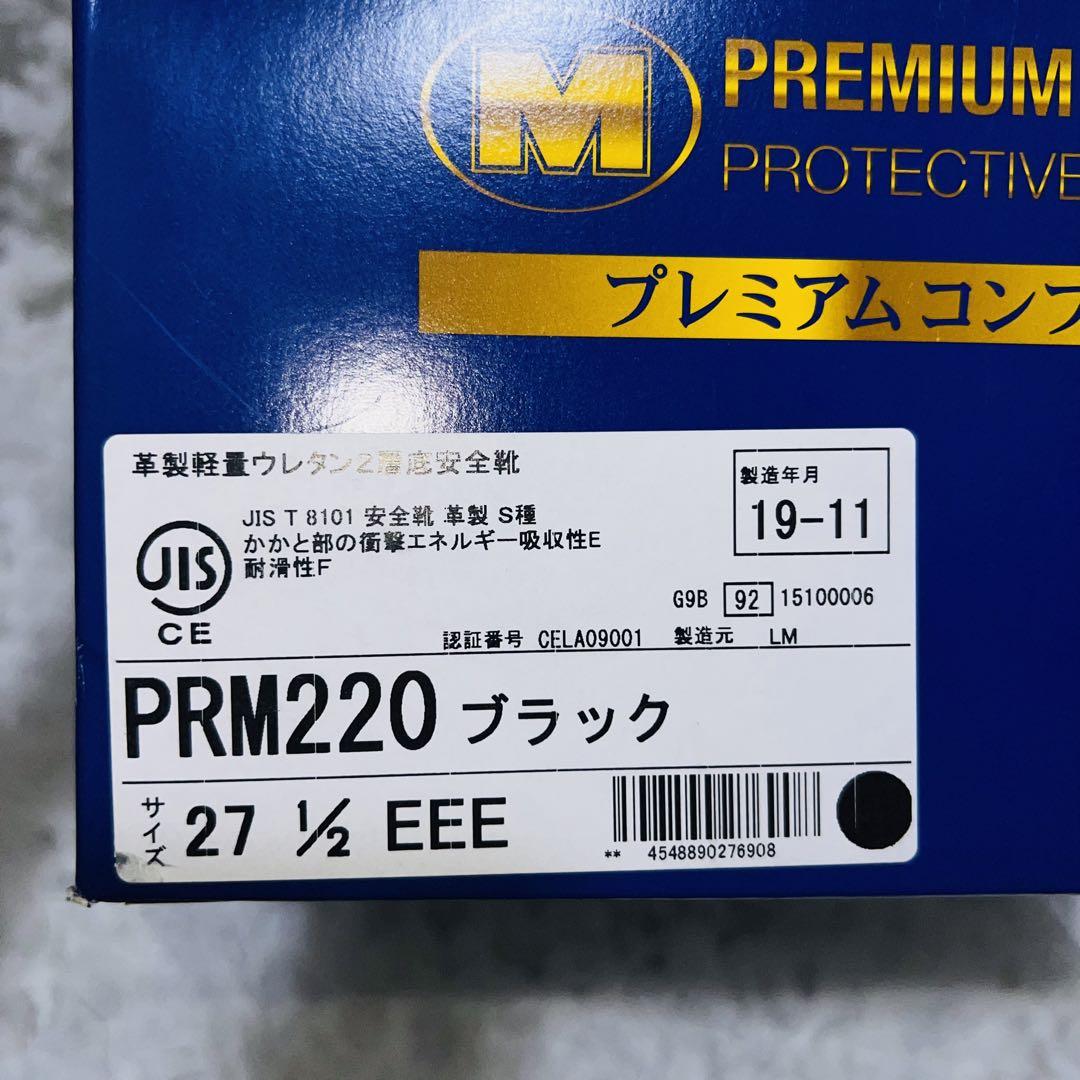 M
PREMIUM
PROTECTIVE
プレミアム コンフ
革製軽量ウレタン2層底安全靴
JIS T 8101 安全靴 革製 S種
かかと部の衝撃エネルギー吸収性E
耐滑性F
JIS
CE
製造年月
19-11
G9B 92 15100006
認証番号 CELA09001 製造元 LM
PRM220 ブラック
サイズ 27 ½ EEE
** 4548890276908